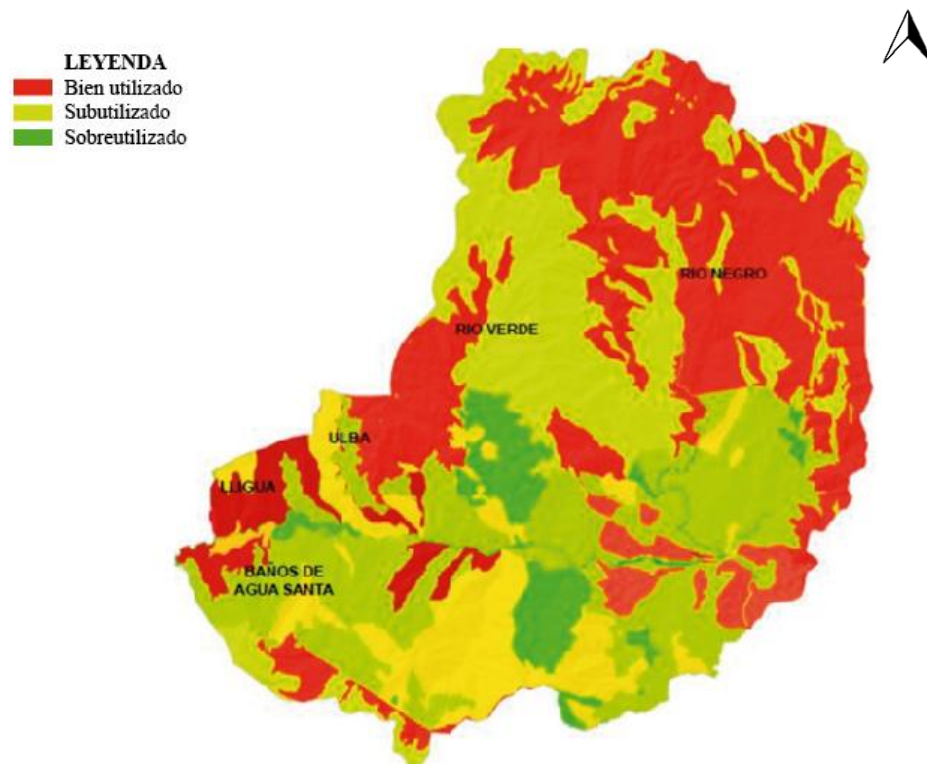 LEYENDA
Bien utilizado
Subutilizado
Sobreutilizado
RIO NEGRO
RIO VERDE
ULBA
LLIGUA
BAÑOS DE
AGUA SANTA